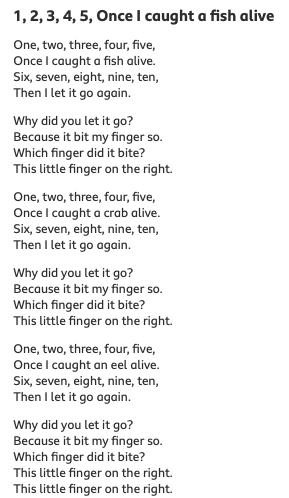 1, 2, 3, 4, 5, Once I caught a fish alive
One, two, three, four, five,
Once I caught a fish alive.
Six, seven, eight, nine, ten,
Then I let it go again.
Why did you let it go?
Because it bit my finger so.
Which finger did it bite?
This little finger on the right.
One, two, three, four, five,
Once I caught a crab alive.
Six, seven, eight, nine, ten,
Then I let it go again.
Why did you let it go?
Because it bit my finger so.
Which finger did it bite?
This little finger on the right.
One, two, three, four, five,
Once I caught an eel alive.
Six, seven, eight, nine, ten,
Then I let it go again.
Why did you let it go?
Because it bit my finger so.
Which finger did it bite?
This little finger on the right.
This little finger on the right.